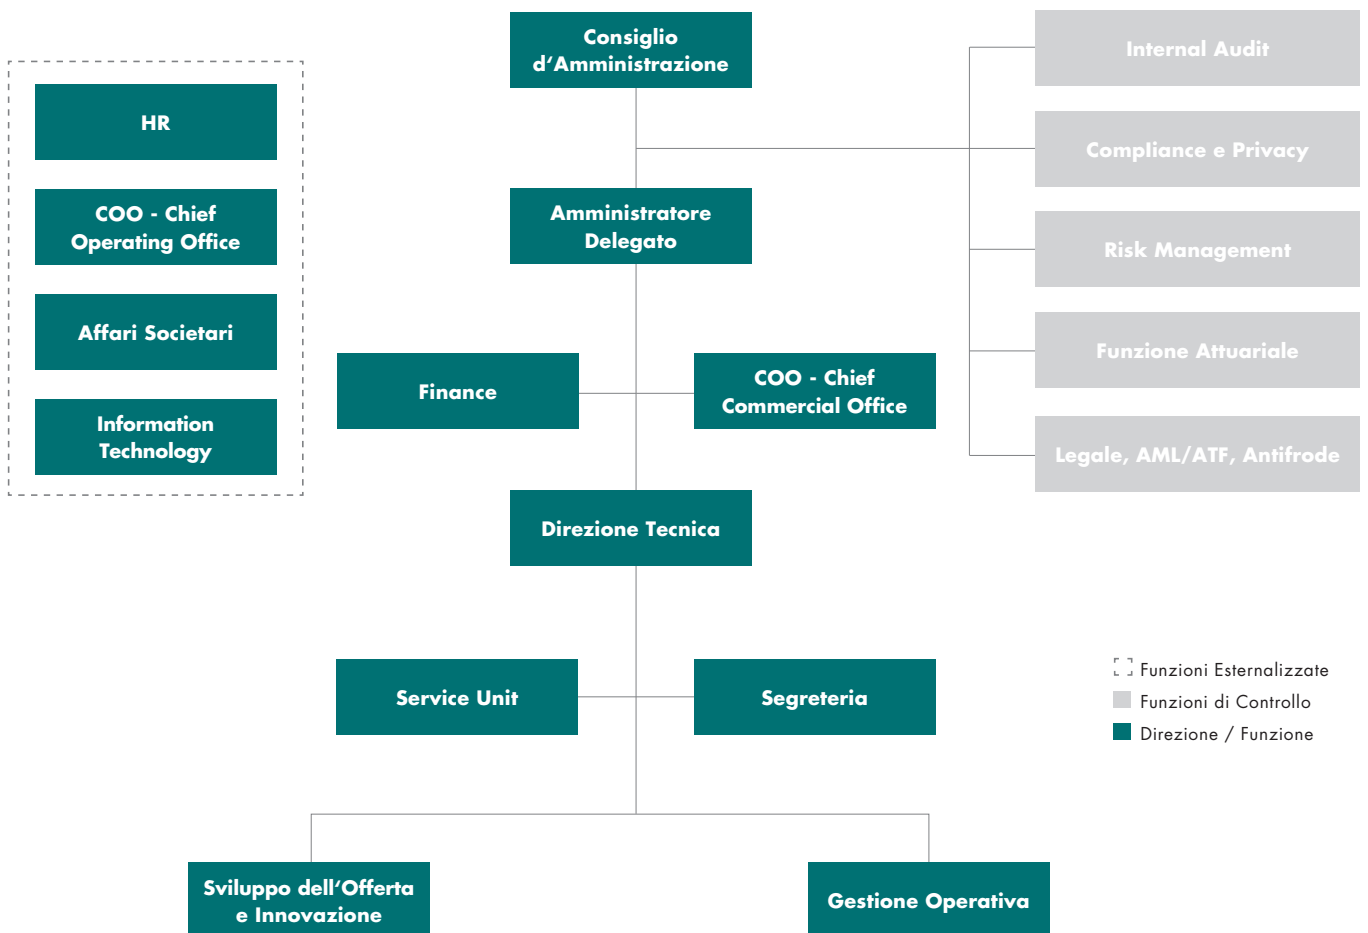 Consiglio
d‘Amministrazione
Internal Audit
HR
Compliance e Privacy
COO - Chief
Operating Office
Amministratore
Delegato
Risk Management
Affari Societari
Funzione Attuariale
Finance
COO - Chief
Commercial Office
Information
Technology
Legale, AML/ATF, Antifrode
Direzione Tecnica
Service Unit
Segreteria
Funzioni Esternalizzate
Funzioni di Controllo
Direzione / Funzione
Sviluppo dell‘Offerta
e Innovazione
Gestione Operativa